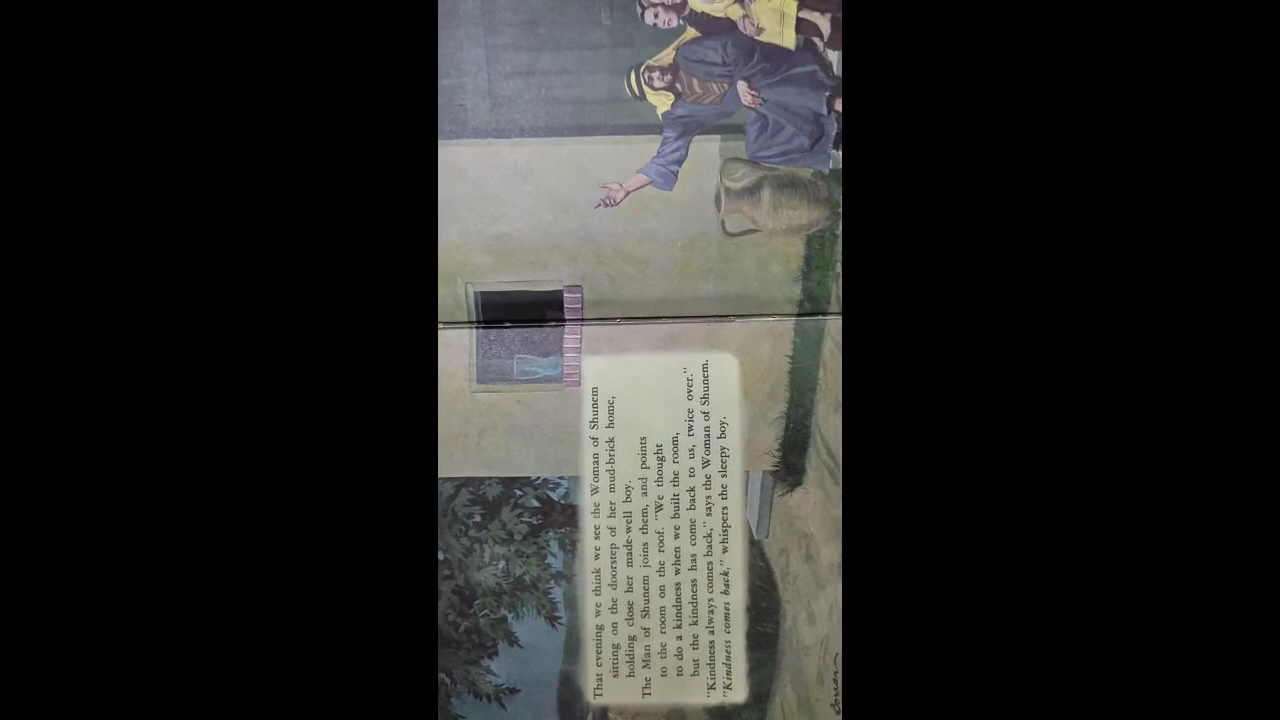 That evening we think we see the Woman of Shunem
sitting on the doorstep of her mud-brick home,
holding close her made-well boy.
The Man of Shunem joins them, and points
to the room on the roof. "We thought
to do a kindness when we built the room,
but the kindness has come back to us, twice over."
"Kindness always comes back," says the Woman of Shunem.
"Kindness comes back," whispers the sleepy boy.